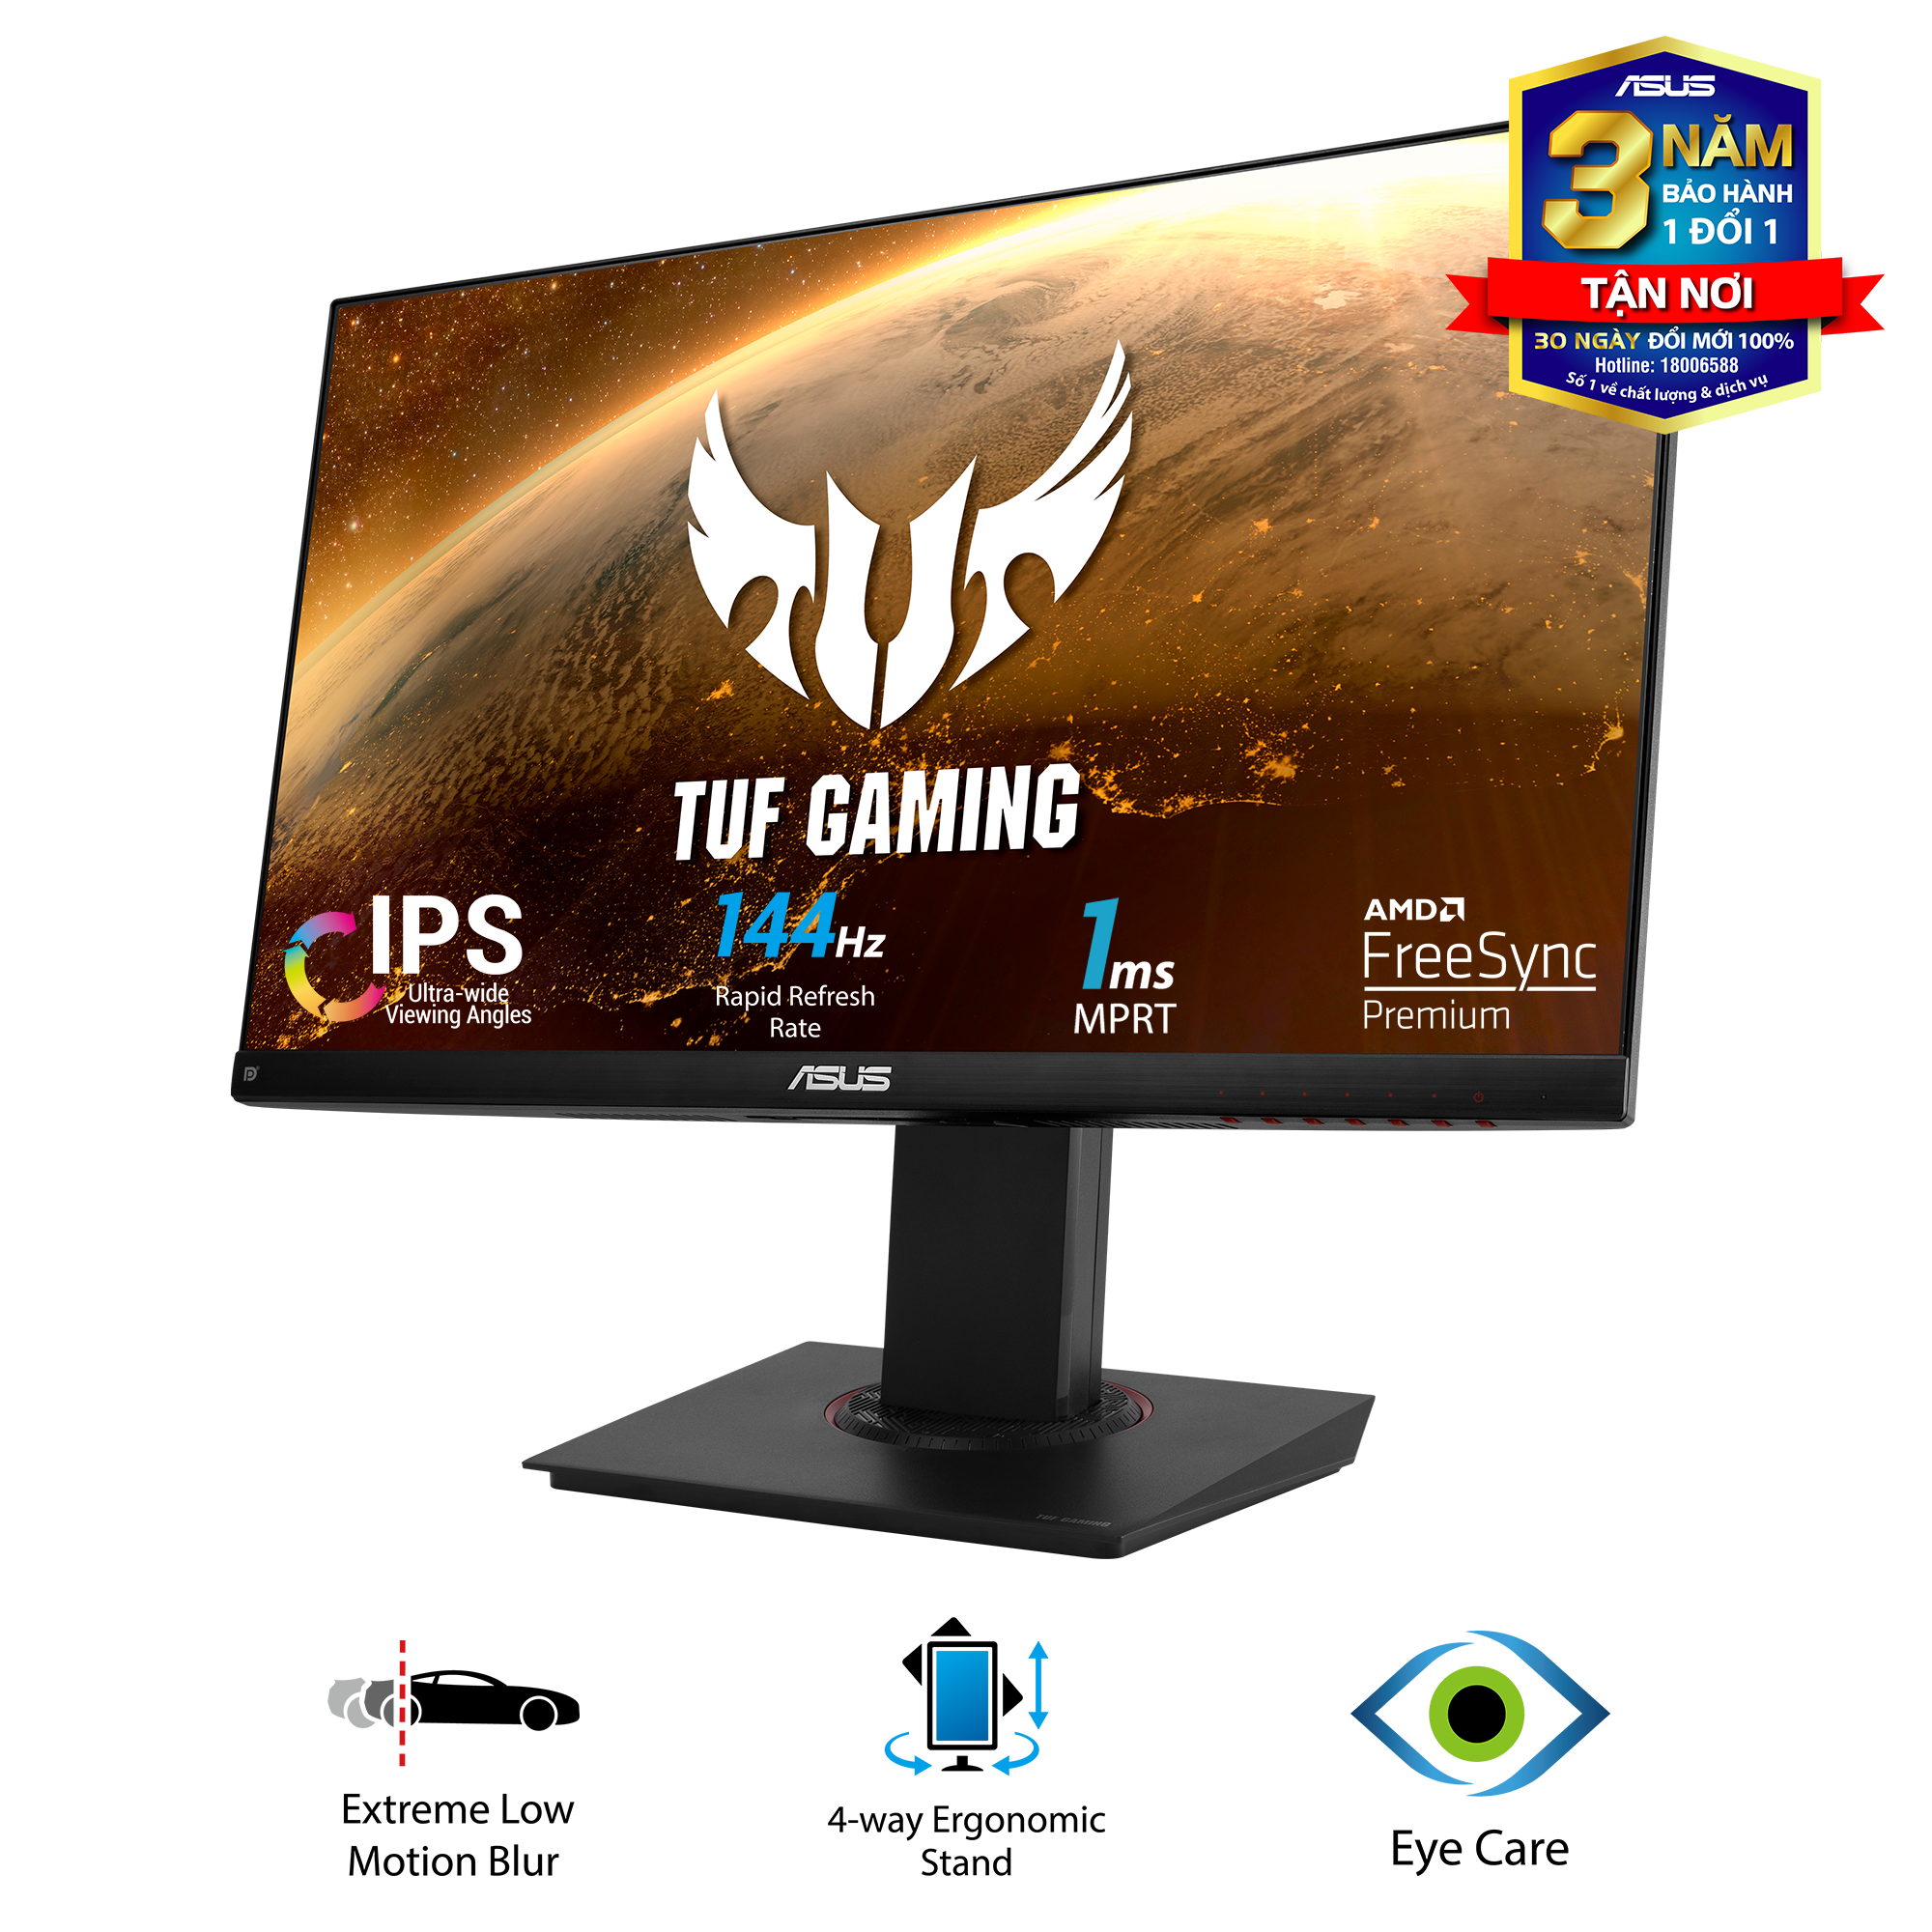 ASUS
3 NĂM
BẢO HÀNH
1 ĐỔI 1
TẬN NƠI
30 NGÀY ĐỔI MỚI 100%
Hotline: 18006588
Số 1 về chất lượng & dịch vụ
TUF GAMING
IPS
Ultra-wide
Viewing Angles
144Hz
Rapid Refresh
Rate
1ms
MPRT
AMD
FreeSync
Premium
ASUS
TUF GAMING
Extreme Low
Motion Blur
4-way Ergonomic
Stand
Eye Care